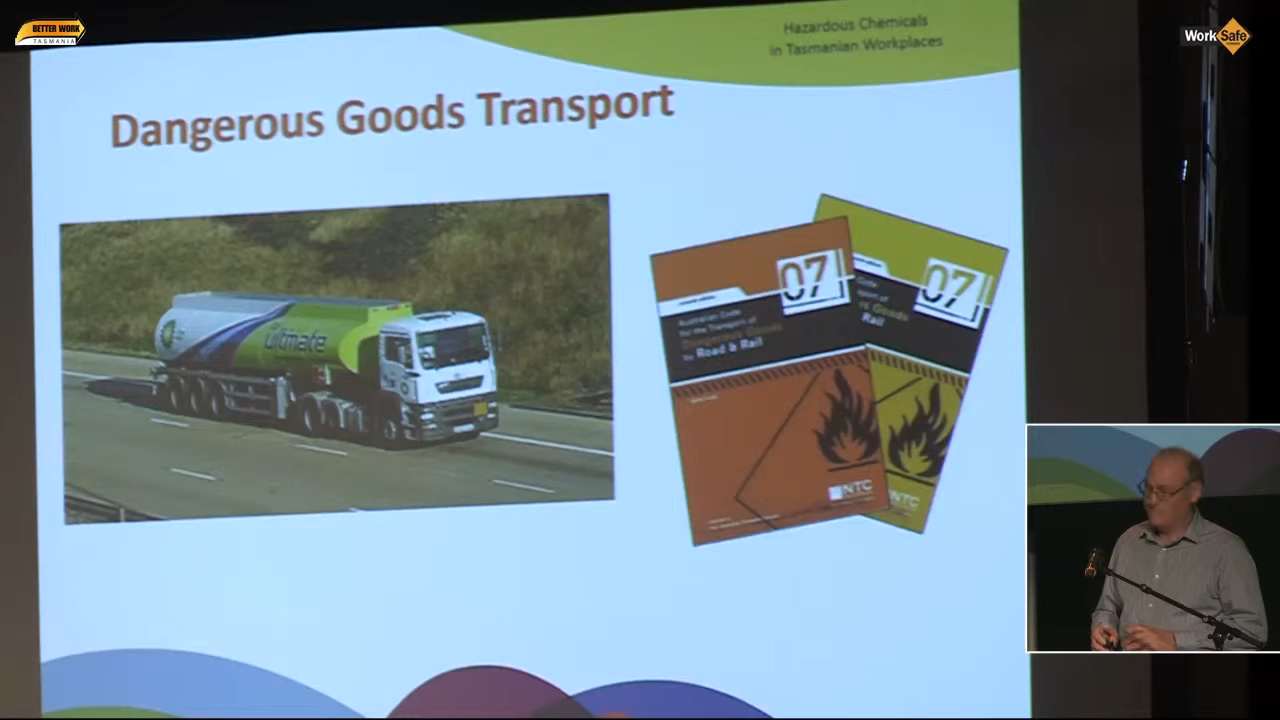 BETTER WORK
TASMANIA
Hazardous Chemicals
in Tasmanian Workplaces
WorkSafe
Dangerous Goods Transport
ultimate
07
Australian Code
for the Transport of
Dangerous Goods
by Road & Rail
NTC
07
Code
Goods
Rail
NTC